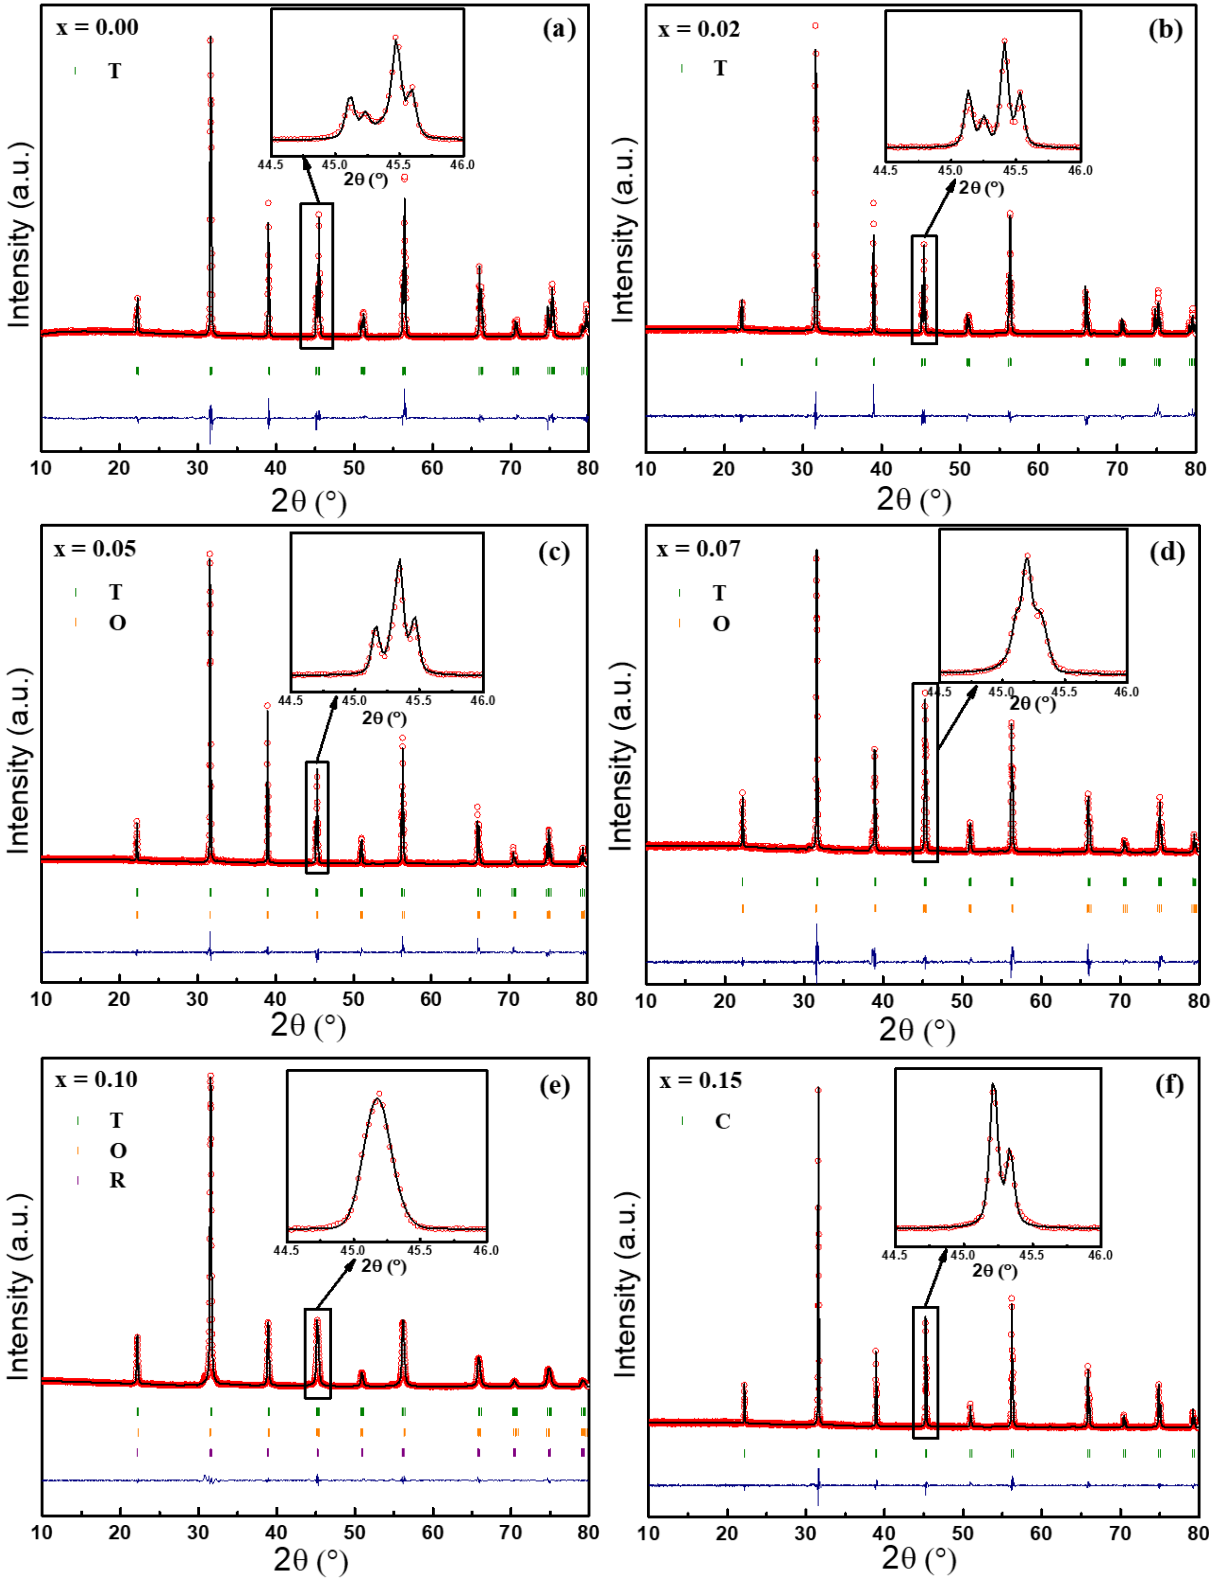 x = 0.00
(a)
T
44.5 45.0 45.5 46.0
2θ (°)
Intensity (a.u.)
10 20 30 40 50 60 70 80
2θ (°)
x = 0.02
(b)
T
44.5 45.0 45.5 46.0
2θ (°)
Intensity (a.u.)
10 20 30 40 50 60 70 80
2θ (°)
x = 0.05
(c)
T
O
44.5 45.0 45.5 46.0
2θ (°)
Intensity (a.u.)
10 20 30 40 50 60 70 80
2θ (°)
x = 0.07
(d)
T
O
44.5 45.0 45.5 46.0
2θ (°)
Intensity (a.u.)
10 20 30 40 50 60 70 80
2θ (°)
x = 0.10
(e)
T
O
R
44.5 45.0 45.5 46.0
2θ (°)
Intensity (a.u.)
10 20 30 40 50 60 70 80
2θ (°)
x = 0.15
(f)
C
44.5 45.0 45.5 46.0
2θ (°)
Intensity (a.u.)
10 20 30 40 50 60 70 80
2θ (°)